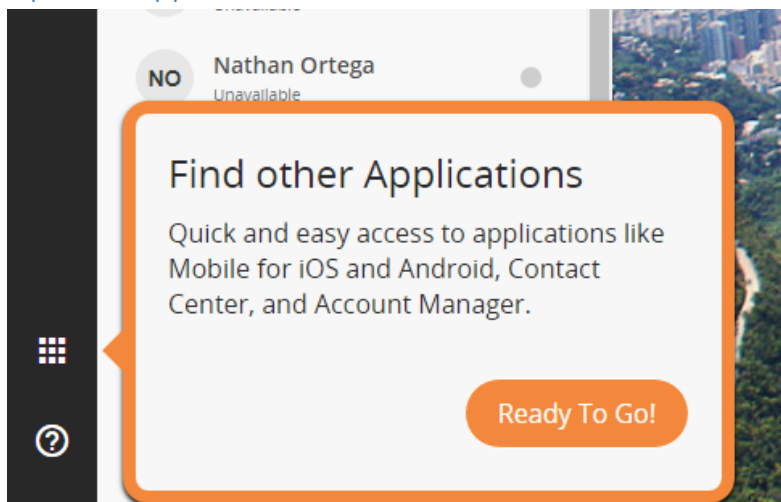 Unavailable
NO
Nathan Ortega
Unavailable
Find other Applications
Quick and easy access to applications like
Mobile for iOS and Android, Contact
Center, and Account Manager.
Ready To Go!